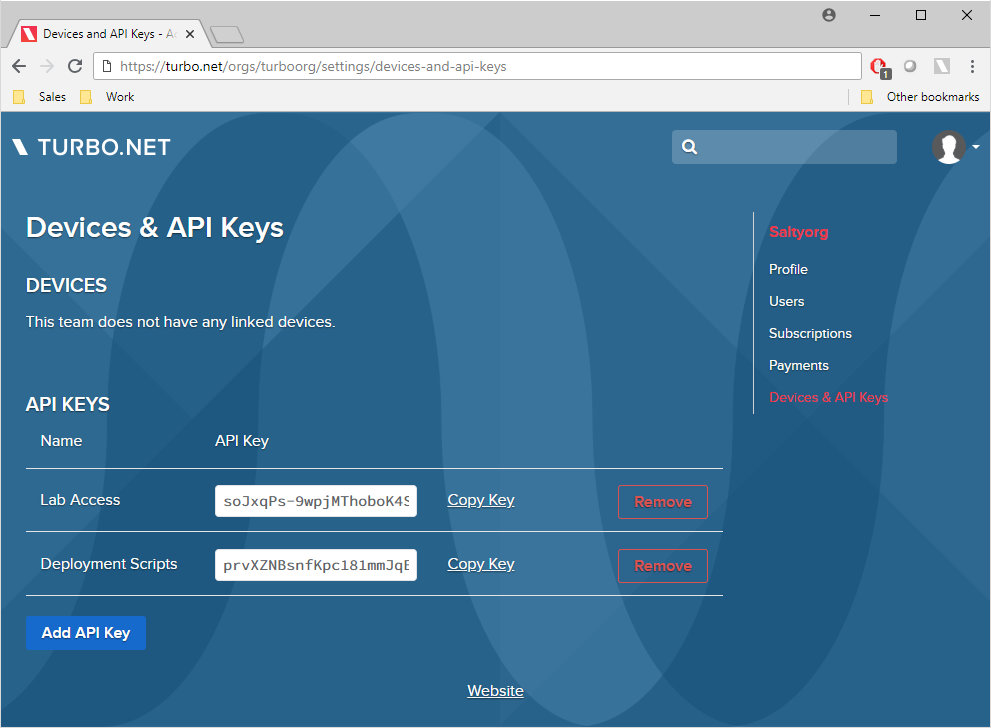 Devices and API Keys - Ac
https://turbo.net/orgs/turboorg/settings/devices-and-api-keys
1
Sales Work Other bookmarks
TURBO.NET
Devices & API Keys
DEVICES
This team does not have any linked devices.
API KEYS
Name API Key
Lab Access soJxqPs-9wpjMThoboK4S Copy Key Remove
Deployment Scripts prvXZNBsnfKpc181mmJqE Copy Key Remove
Add API Key
Website
Saltyorg
Profile
Users
Subscriptions
Payments
Devices & API Keys